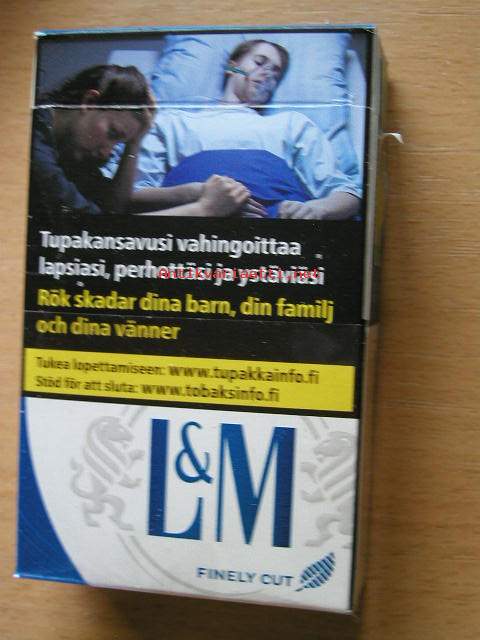 Tupakansavusi vahingoittaa
lapsiasi, perhettäsi ja ystäviäsi
Rök skadar dina barn, din familj
och dina vänner
Tukea lopettamiseen: www.tupakkainfo.fi
Stöd för att sluta: www.tobaksinfo.fi
L&M
FINELY CUT